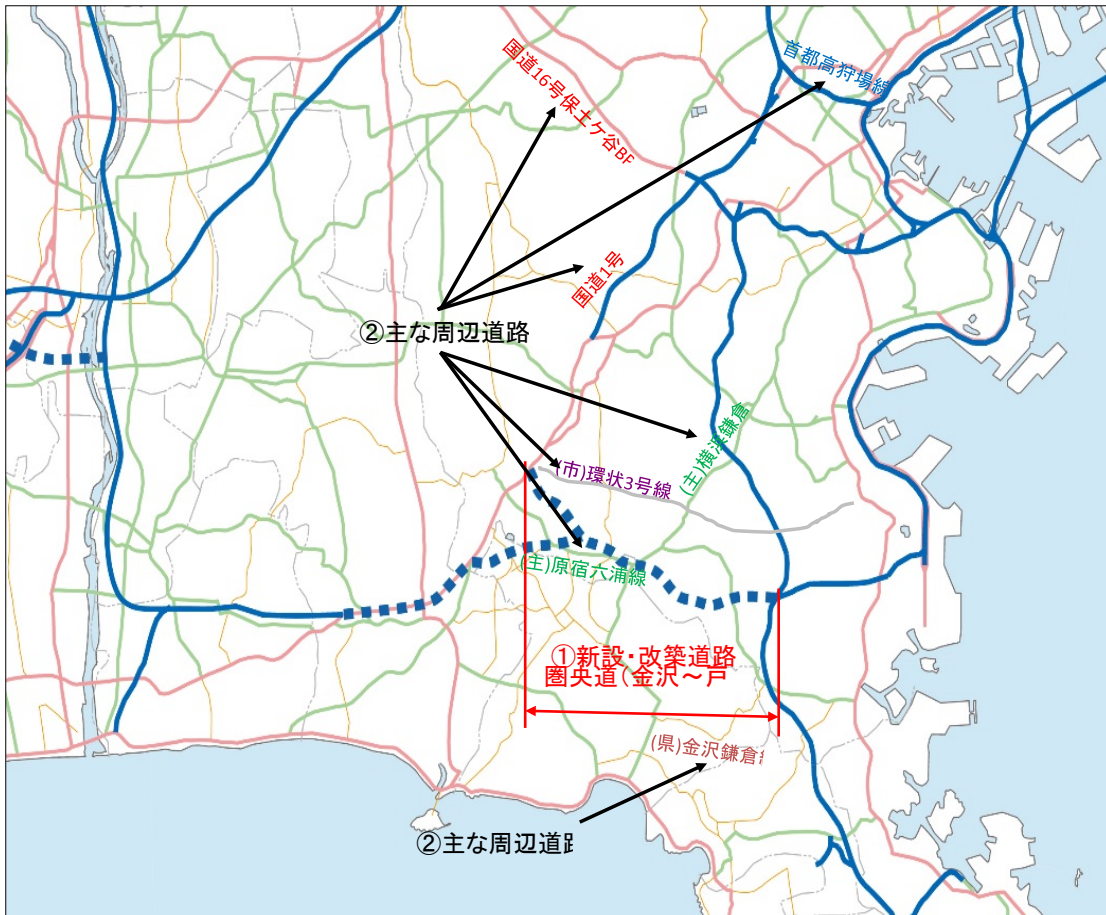 国道16号保土ケ谷BP
首都高狩場線
国道1号
②主な周辺道路
(主)横浜鎌倉
(市)環状3号線
(主)原宿六浦線
①新設・改築道路
圏央道(金沢～戸
(県)金沢鎌倉
②主な周辺道路